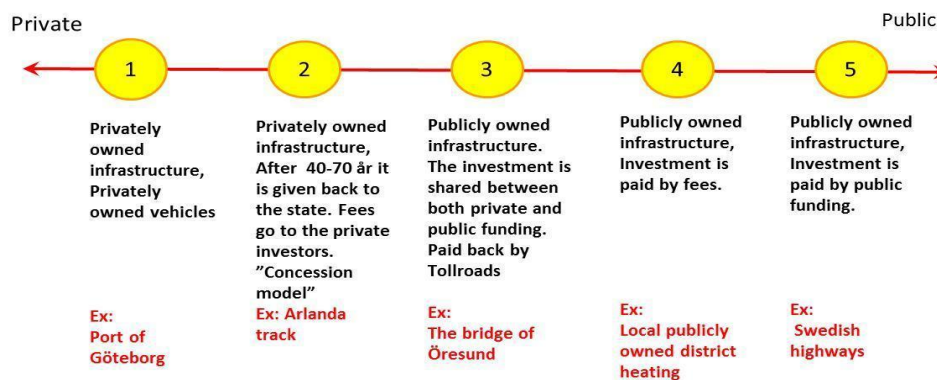 Private
Public
1
2
3
4
5
Privately
owned
infrastructure,
Privately
owned vehicles
Ex:
Port of
Göteborg
Privately owned
infrastructure,
After 40-70 år it
is given back to
the state. Fees
go to the private
investors.
”Concession
model”
Ex: Arlanda
track
Publicly owned
infrastructure.
The investment is
shared between
both private and
public funding.
Paid back by
Tollroads
Ex:
The bridge of
Öresund
Publicly owned
infrastructure,
Investment is
paid by fees.
Ex:
Local publicly
owned district
heating
Publicly owned
infrastructure,
Investment is
paid by public
funding.
Ex:
Swedish
highways